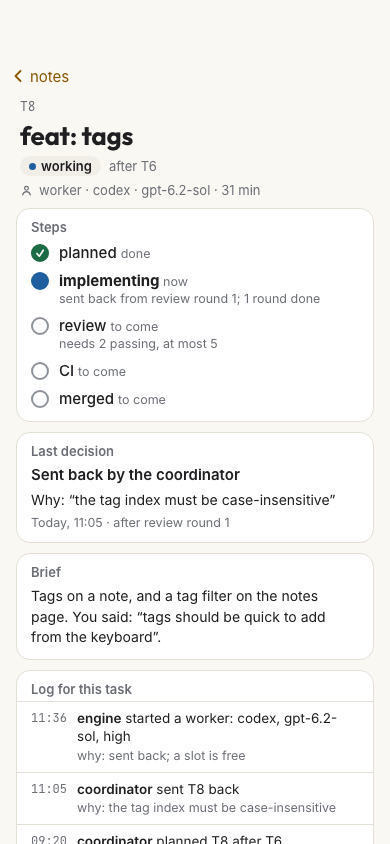 notes
T8
feat: tags
working after T6
worker · codex · gpt-6.2-sol · 31 min
Steps
planned done
implementing now
sent back from review round 1; 1 round done
review to come
needs 2 passing, at most 5
CI to come
merged to come
Last decision
Sent back by the coordinator
Why: “the tag index must be case-insensitive”
Today, 11:05 · after review round 1
Brief
Tags on a note, and a tag filter on the notes
page. You said: “tags should be quick to add
from the keyboard”.
Log for this task
11:36 engine started a worker: codex, gpt-6.2-
sol, high
why: sent back; a slot is free
11:05 coordinator sent T8 back
why: the tag index must be case-insensitive
09:20 coordinator planned T8 after T6